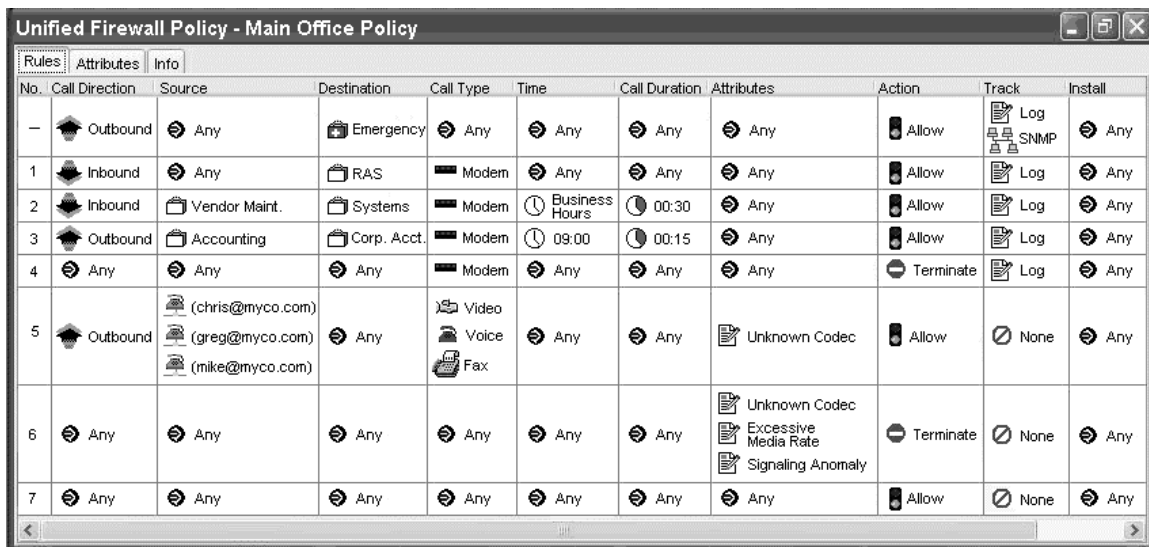 Unified Firewall Policy - Main Office Policy
Rules Attributes Info
No. Call Direction Source Destination Call Type Time Call Duration Attributes Action Track Install
– Outbound Any Emergency Any Any Any Any Allow Log SNMP Any
1 Inbound Any RAS Modem Any Any Any Allow Log Any
2 Inbound Vendor Maint. Systems Modem Business Hours 00:30 Any Allow Log Any
3 Outbound Accounting Corp. Acct. Modem 09:00 00:15 Any Allow Log Any
4 Any Any Any Modem Any Any Any Terminate Log Any
5 Outbound (chris@myco.com) (greg@myco.com) (mike@myco.com) Any Video Voice Fax Any Any Unknown Codec Allow None Any
6 Any Any Any Any Any Any Unknown Codec Excessive Media Rate Signaling Anomaly Terminate None Any
7 Any Any Any Any Any Any Any Allow None Any